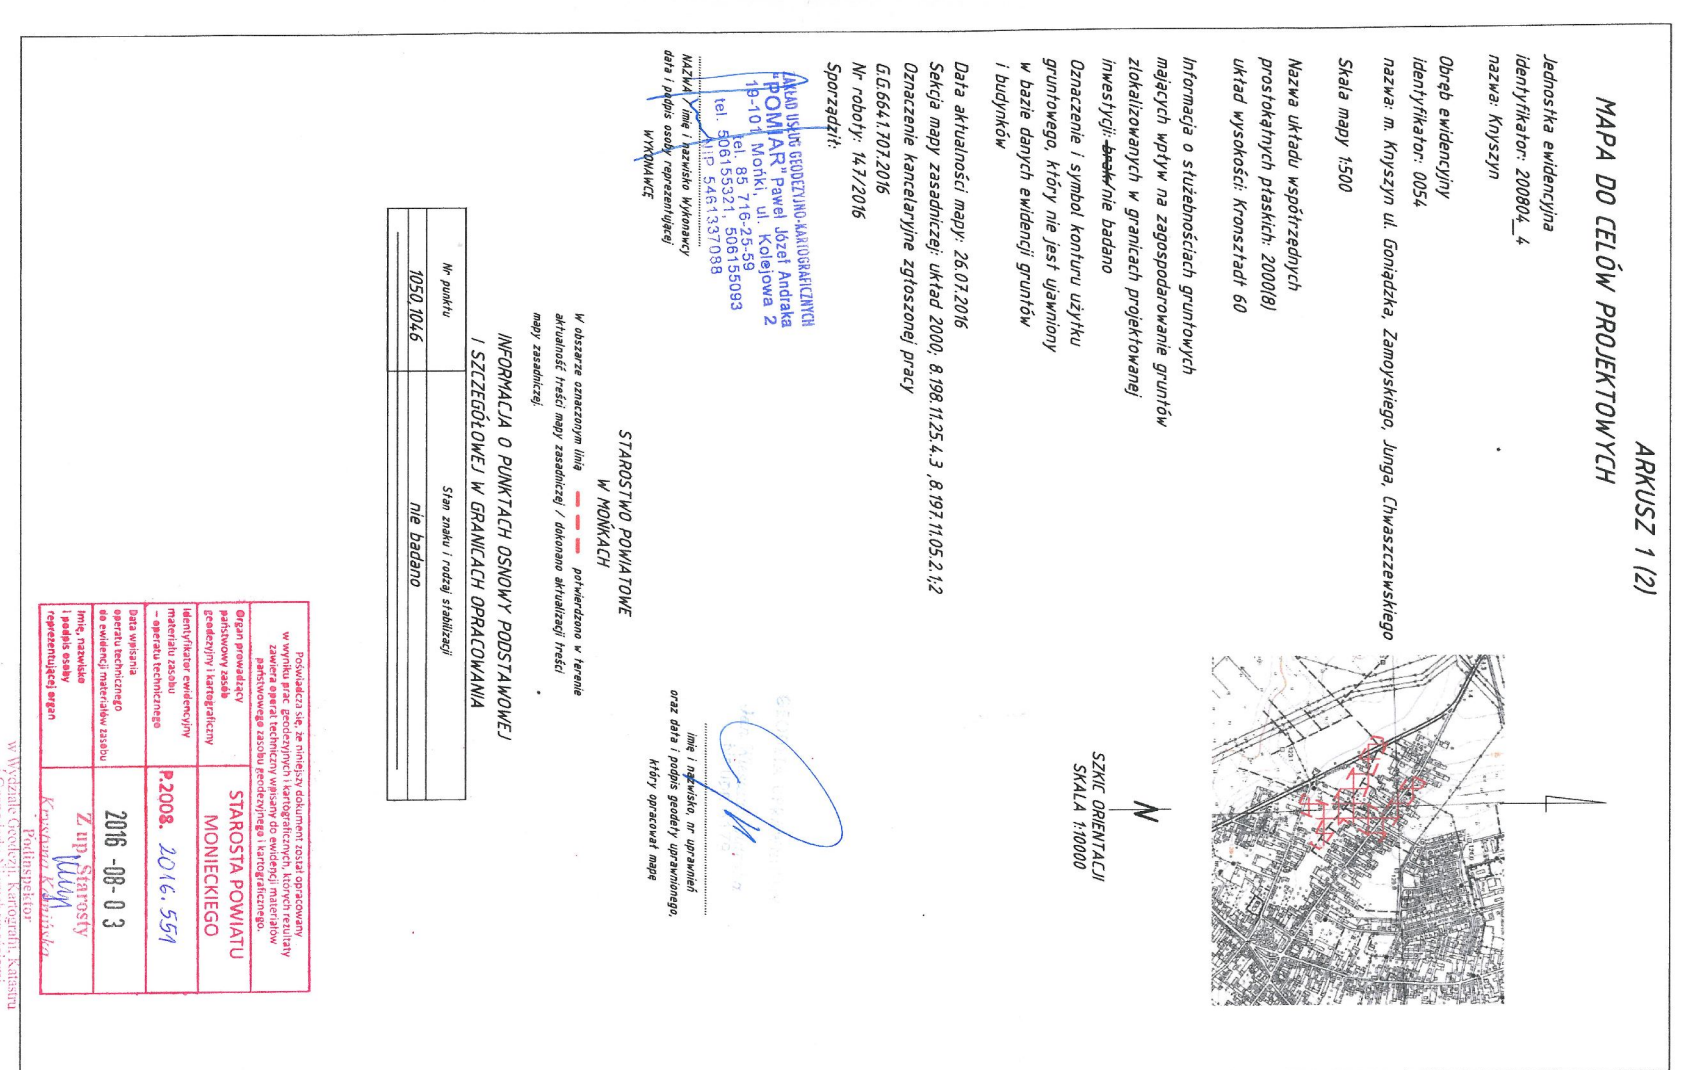 ARKUSZ 1 (2)
MAPA DO CELÓW PROJEKTOWYCH
Jednostka ewidencyjna
identyfikator: 200804_4
nazwa: Knyszyn
Obręb ewidencyjny
identyfikator: 0054
nazwa: m. Knyszyn ul. Goniądzka, Zamoyskiego, Junga, Chwaszczewskiego
Skala mapy 1:500
Nazwa układu współrzędnych
prostokątnych płaskich: 2000(8)
układ wysokości: Kronsztadt 60
Informacja o służebnościach gruntowych
mających wpływ na zagospodarowanie gruntów
zlokalizowanych w granicach projektowanej
inwestycji: brak/nie badano
Oznaczenie i symbol konturu użytku
gruntowego, który nie jest ujawniony
w bazie danych ewidencji gruntów
i budynków
SZKIC ORIENTACJI
SKALA 1:10000
N
Data aktualności mapy: 26.07.2016
Sekcja mapy zasadniczej: układ 2000; 8.198.11.25.4.3 ,8.197.11.05.2.1;2
Oznaczenie kancelaryjne zgłoszonej pracy
G.G.6641.707.2016
Nr roboty: 147/2016
Sporządził:
ZAKŁAD USŁUG GEODEZYJNO-KARTOGRAFICZNYCH
"POMIAR" Paweł Józef Andraka
19-101 Mońki, ul. Kolejowa 2
tel. 85 716-25-59
tel. 506155321, 506155093
NIP 5461337088
NAZWA /imię i nazwisko Wykonawcy
data i podpis osoby reprezentującej
WYKONAWCĘ
imię i nazwisko, nr uprawnień
oraz data i podpis geodety uprawnionego,
który opracował mapę
STAROSTWO POWIATOWE
W MOŃKACH
W obszarze oznaczonym linią potwierdzono w terenie
aktualność treści mapy zasadniczej / dokonano aktualizacji treści
mapy zasadniczej.
INFORMACJA O PUNKTACH OSNOWY PODSTAWOWEJ
I SZCZEGÓŁOWEJ W GRANICACH OPRACOWANIA
Nr punktu Stan znaku i rodzaj stabilizacji
1050,1046 nie badano
Poświadcza się, że niniejszy dokument został opracowany
w wyniku prac geodezyjnych i kartograficznych, których rezultaty
zawiera operat techniczny wpisany do ewidencji materiałów
państwowego zasobu geodezyjnego i kartograficznego.
Organ prowadzący
państwowy zasób
geodezyjny i kartograficzny
STAROSTA POWIATU
MONIECKIEGO
Identyfikator ewidencyjny
materiału zasobu
– operatu technicznego
P.2008. 2016.551
Data wpisania
operatu technicznego
do ewidencji materiałów zasobu
2016 -08- 0 3
Imię, nazwisko
i podpis osoby
reprezentującej organ
Z up. Starosty
Krystyna
Podinspektor
w Wydziale Geodezji, Kartografii, Katastru